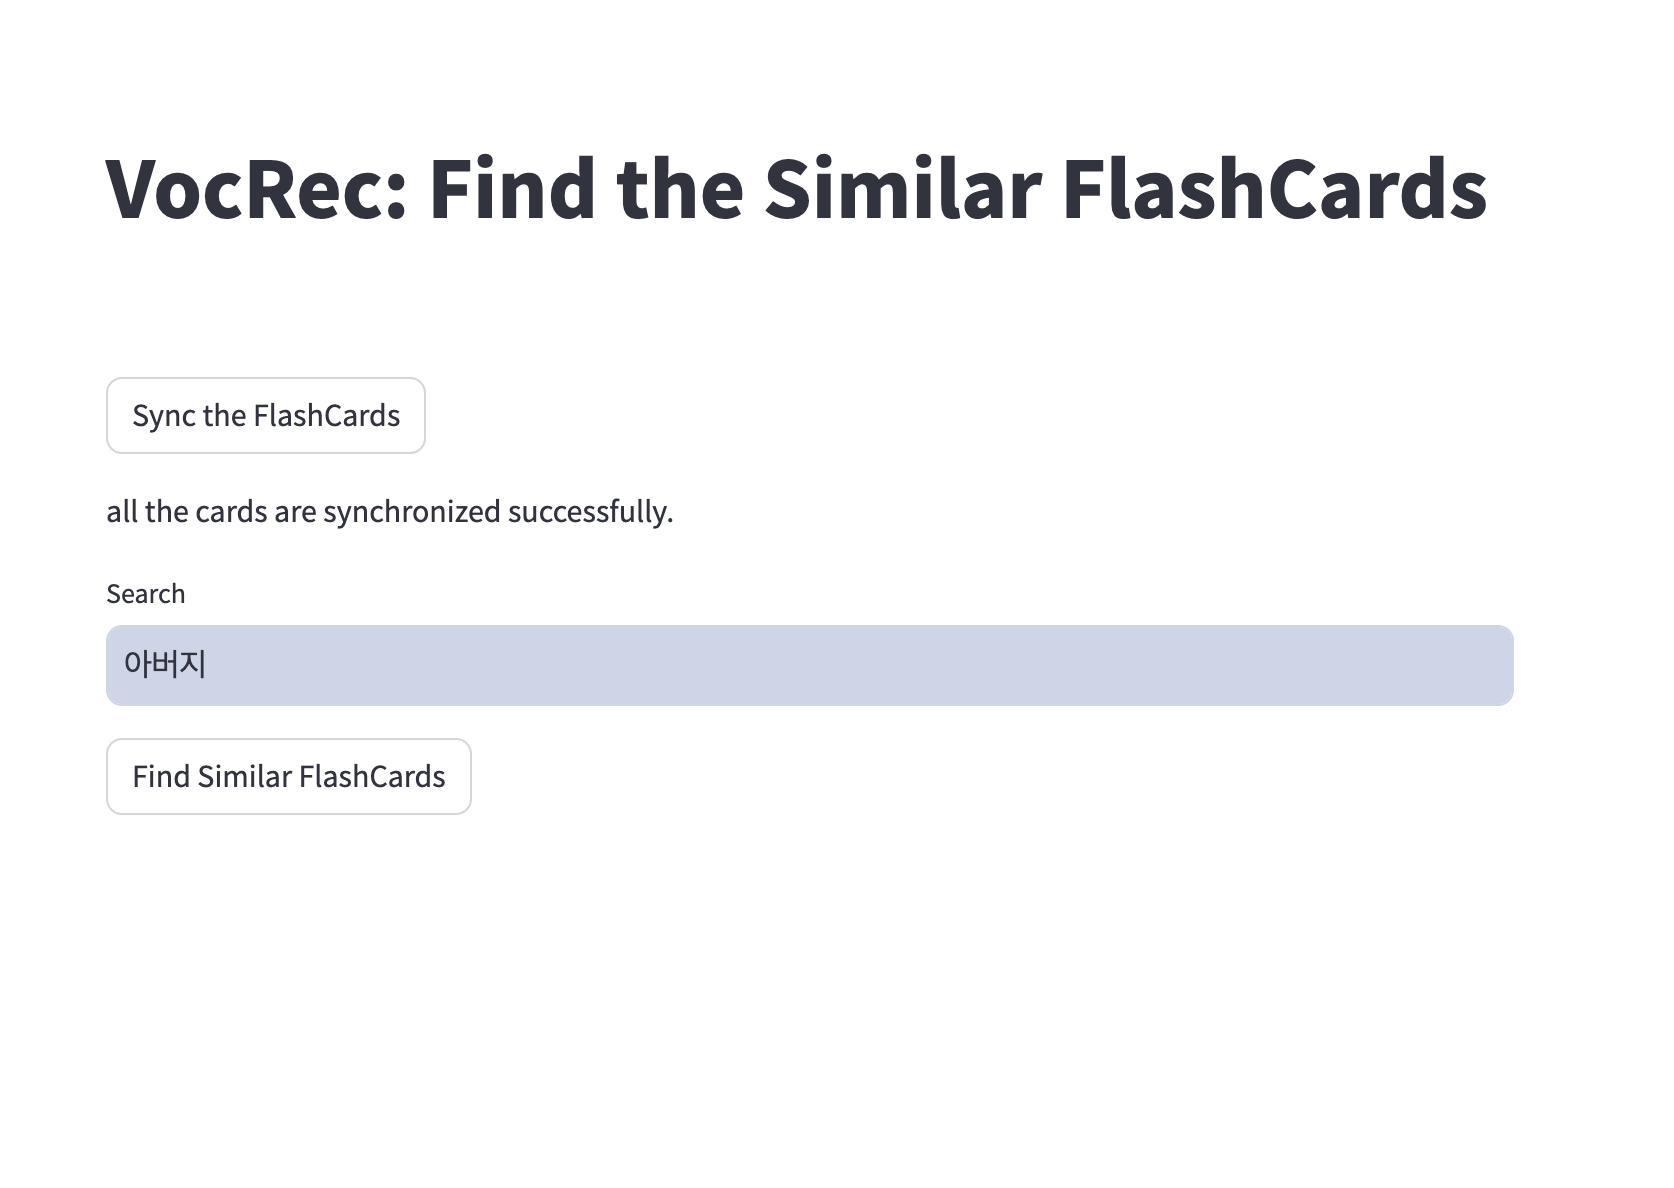 VocRec: Find the Similar FlashCards
Sync the FlashCards
all the cards are synchronized successfully.
Search
아버지
Find Similar FlashCards